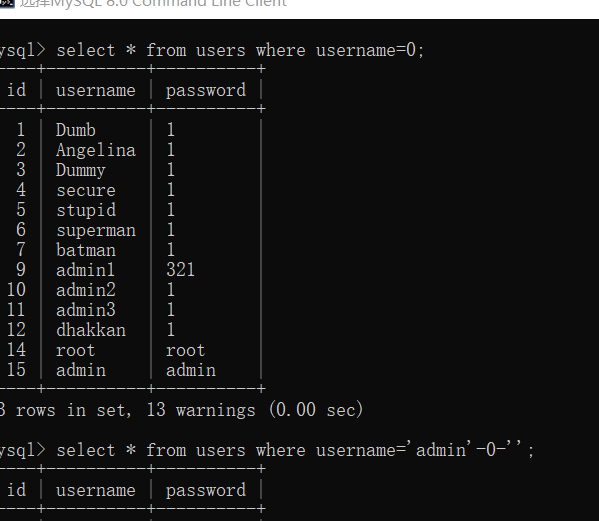 选择MySQL 8.0 Command Line Client
ysql> select * from users where username=0;
----+----------+----------+
id | username | password |
----+----------+----------+
1 | Dumb | 1 |
2 | Angelina | 1 |
3 | Dummy | 1 |
4 | secure | 1 |
5 | stupid | 1 |
6 | superman | 1 |
7 | batman | 1 |
9 | admin1 | 321 |
10 | admin2 | 1 |
11 | admin3 | 1 |
12 | dhakkan | 1 |
14 | root | root |
15 | admin | admin |
----+----------+----------+
3 rows in set, 13 warnings (0.00 sec)
ysql> select * from users where username='admin'-0-'';
----+----------+----------+
id | username | password |
----+----------+----------+